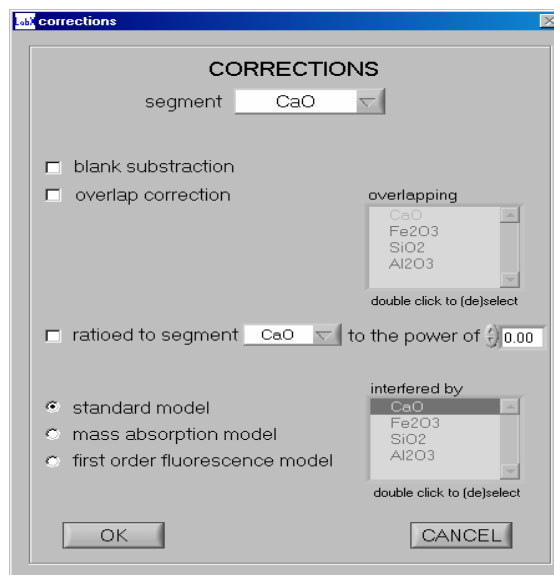 LabX corrections
CORRECTIONS
segment CaO
blank substraction
overlap correction
overlapping
CaO
Fe2O3
SiO2
Al2O3
double click to (de)select
ratioed to segment CaO to the power of 0.00
interfered by
standard model
mass absorption model
first order fluorescence model
CaO
Fe2O3
SiO2
Al2O3
double click to (de)select
OK CANCEL